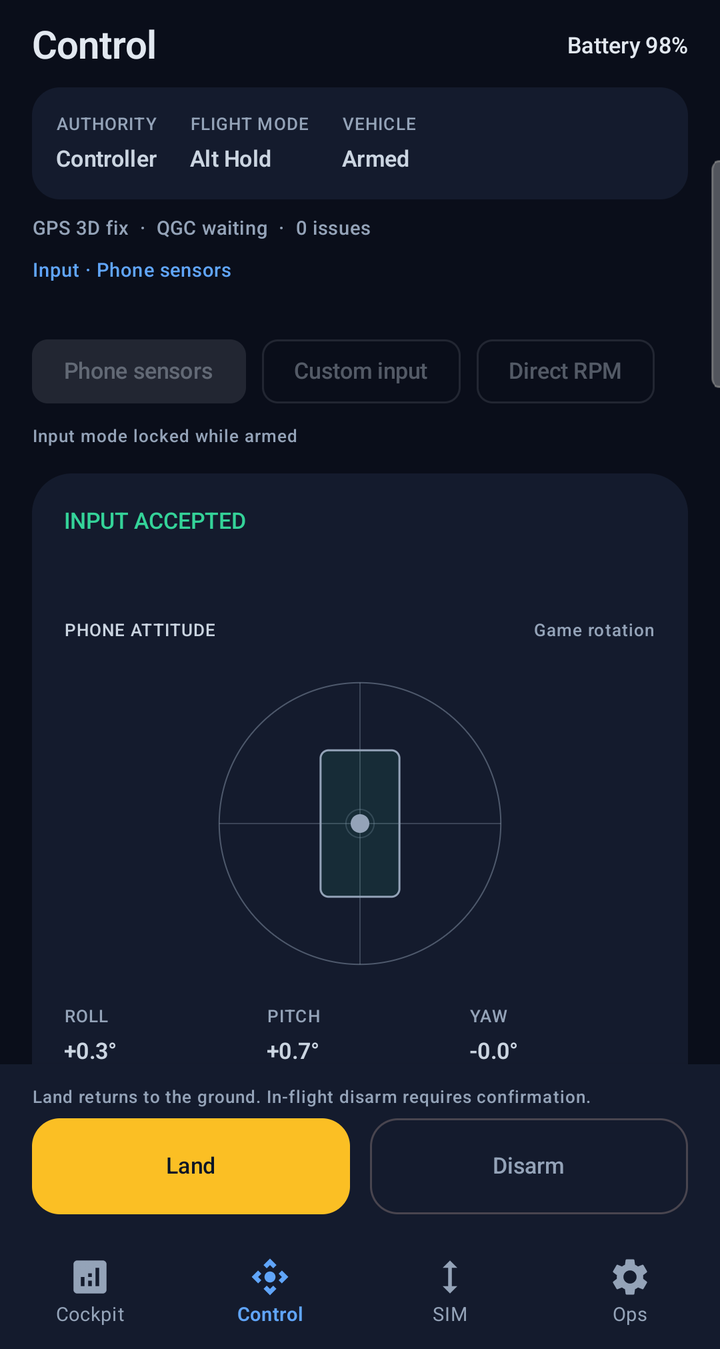 Control
Battery 98%
AUTHORITY FLIGHT MODE VEHICLE
Controller Alt Hold Armed
GPS 3D fix · QGC waiting · 0 issues
Input · Phone sensors
Phone sensors Custom input Direct RPM
Input mode locked while armed
INPUT ACCEPTED
PHONE ATTITUDE Game rotation
ROLL PITCH YAW
+0.3° +0.7° -0.0°
Land returns to the ground. In-flight disarm requires confirmation.
Land Disarm
Cockpit Control SIM Ops